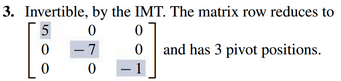 3. Invertible, by the IMT. The matrix row reduces to
5 0 0
0 − 7 0 and has 3 pivot positions.
0 0 − 1